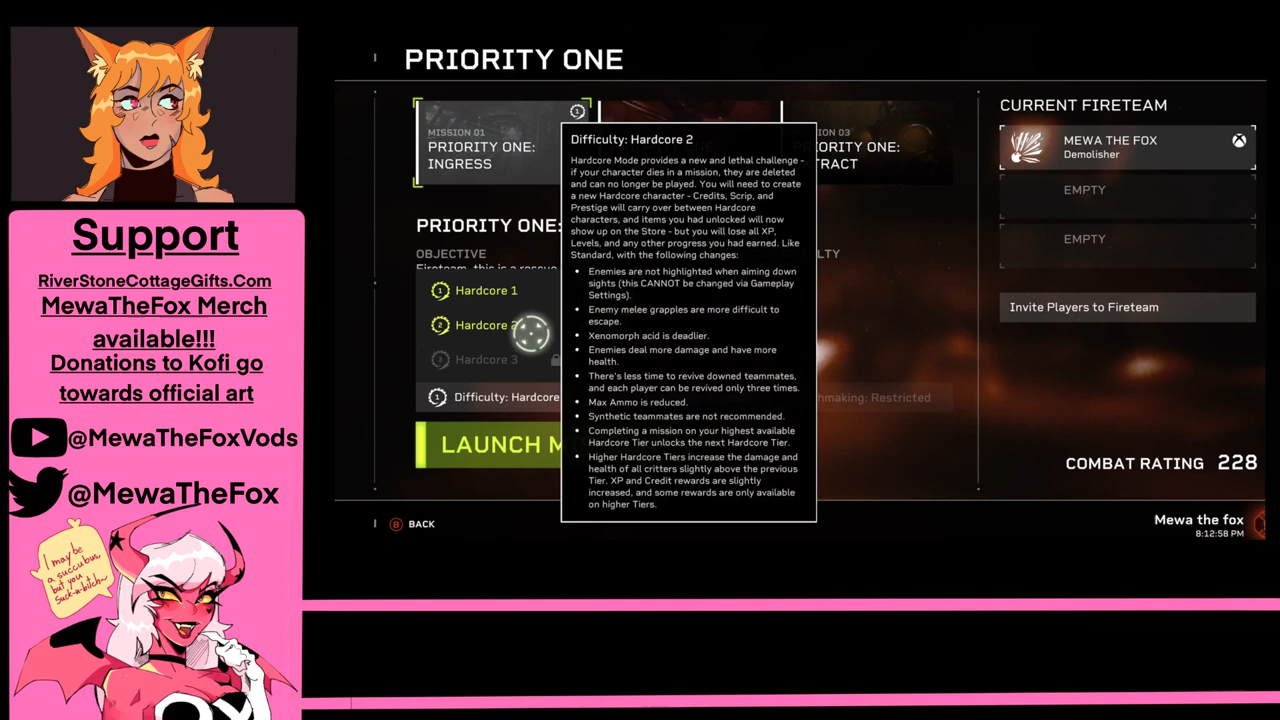 Support
RiverStoneCottageGifts.Com
MewaTheFox Merch
available!!!
Donations to Kofi go
towards official art
@MewaTheFoxVods
@MewaTheFox
I maybe
a succubus,
but you
suck-a-bitch~
PRIORITY ONE
MISSION 01
PRIORITY ONE:
INGRESS
ION 03
PRIORITY ONE:
TRACT
PRIORITY ONE:
OBJECTIVE
Fireteam, this is a rescue
LTY
Hardcore 1
Hardcore 2
Hardcore 3
Difficulty: Hardcore
hmaking: Restricted
LAUNCH M
Difficulty: Hardcore 2
Hardcore Mode provides a new and lethal challenge -
if your character dies in a mission, they are deleted
and can no longer be played. You will need to create
a new Hardcore character - Credits, Scrip, and
Prestige will carry over between Hardcore
characters, and items you had unlocked will now
show up on the Store - but you will lose all XP,
Levels, and any other progress you had earned. Like
Standard, with the following changes:
• Enemies are not highlighted when aiming down
sights (this CANNOT be changed via Gameplay
Settings).
• Enemy melee grapples are more difficult to
escape.
• Xenomorph acid is deadlier.
• Enemies deal more damage and have more
health.
• There's less time to revive downed teammates,
and each player can be revived only three times.
• Max Ammo is reduced.
• Synthetic teammates are not recommended.
• Completing a mission on your highest available
Hardcore Tier unlocks the next Hardcore Tier.
• Higher Hardcore Tiers increase the damage and
health of all critters slightly above the previous
Tier. XP and Credit rewards are slightly
increased, and some rewards are only available
on higher Tiers.
B BACK
CURRENT FIRETEAM
MEWA THE FOX
Demolisher
EMPTY
EMPTY
Invite Players to Fireteam
COMBAT RATING 228
Mewa the fox
8:12:58 PM